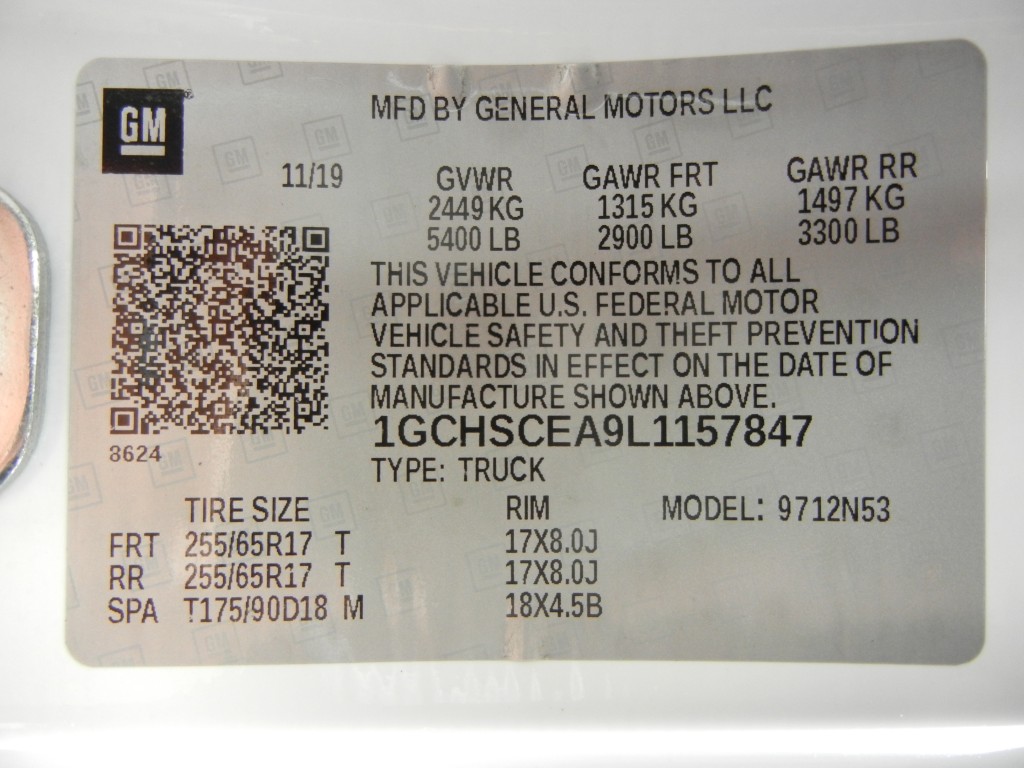 GM
MFD BY GENERAL MOTORS LLC
11/19 GVWR GAWR FRT GAWR RR
2449 KG 1315 KG 1497 KG
5400 LB 2900 LB 3300 LB
THIS VEHICLE CONFORMS TO ALL
APPLICABLE U.S. FEDERAL MOTOR
VEHICLE SAFETY AND THEFT PREVENTION
STANDARDS IN EFFECT ON THE DATE OF
MANUFACTURE SHOWN ABOVE.
1GCHSCEA9L1157847
8624
TYPE: TRUCK
TIRE SIZE RIM MODEL: 9712N53
FRT 255/65R17 T 17X8.0J
RR 255/65R17 T 17X8.0J
SPA T175/90D18 M 18X4.5B